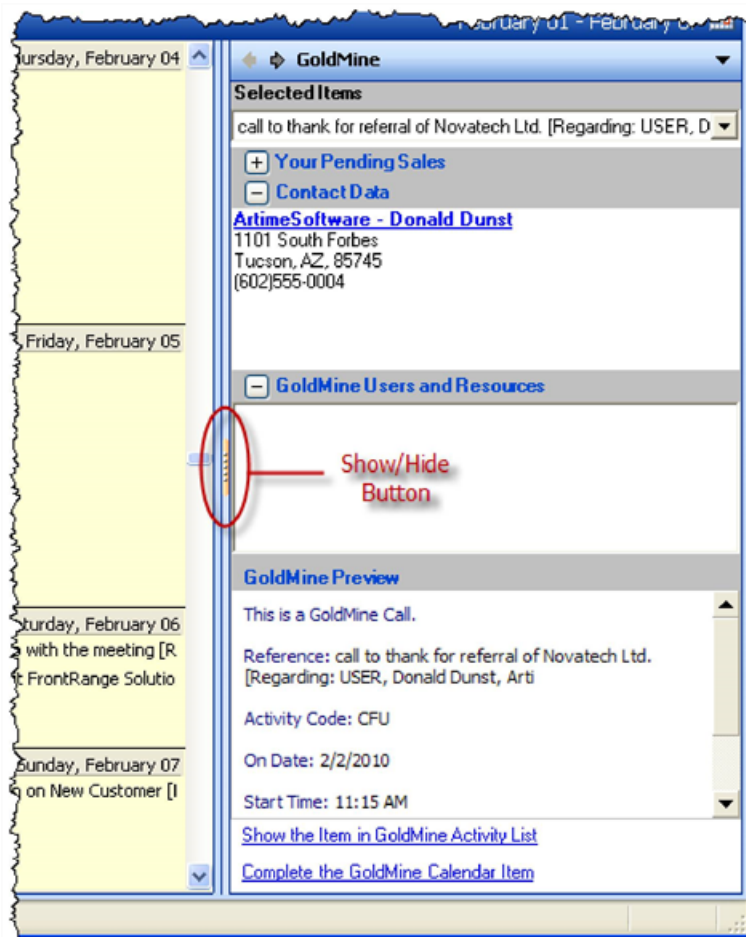 February 01 - February
ursday, February 04
Friday, February 05
turday, February 06
with the meeting [R
t FrontRange Solutio
Sunday, February 07
on New Customer [I
GoldMine
Selected Items
call to thank for referral of Novatech Ltd. [Regarding: USER, D
+ Your Pending Sales
- Contact Data
ArtimeSoftware - Donald Dunst
1101 South Forbes
Tucson, AZ, 85745
(602)555-0004
- GoldMine Users and Resources
Show/Hide
Button
GoldMine Preview
This is a GoldMine Call.
Reference: call to thank for referral of Novatech Ltd.
[Regarding: USER, Donald Dunst, Arti
Activity Code: CFU
On Date: 2/2/2010
Start Time: 11:15 AM
Show the Item in GoldMine Activity List
Complete the GoldMine Calendar Item